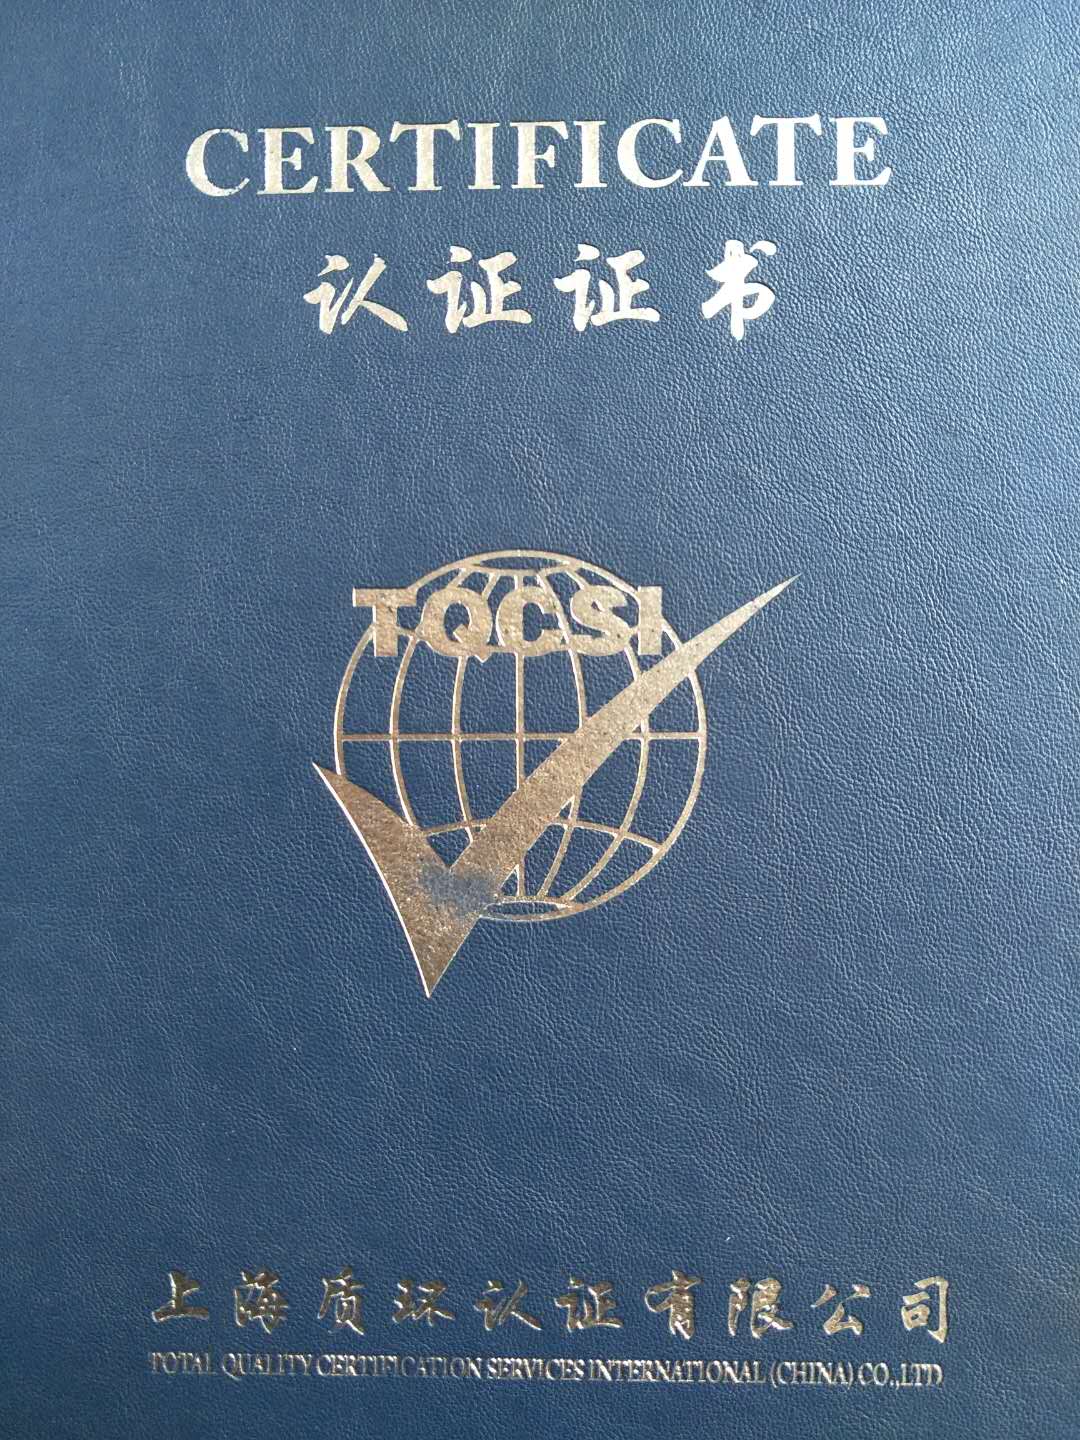 CERTIFICATE
认证证书
TQCSI
上海质环认证有限公司
TOTAL QUALITY CERTIFICATION SERVICES INTERNATIONAL (CHINA) CO.,LTD